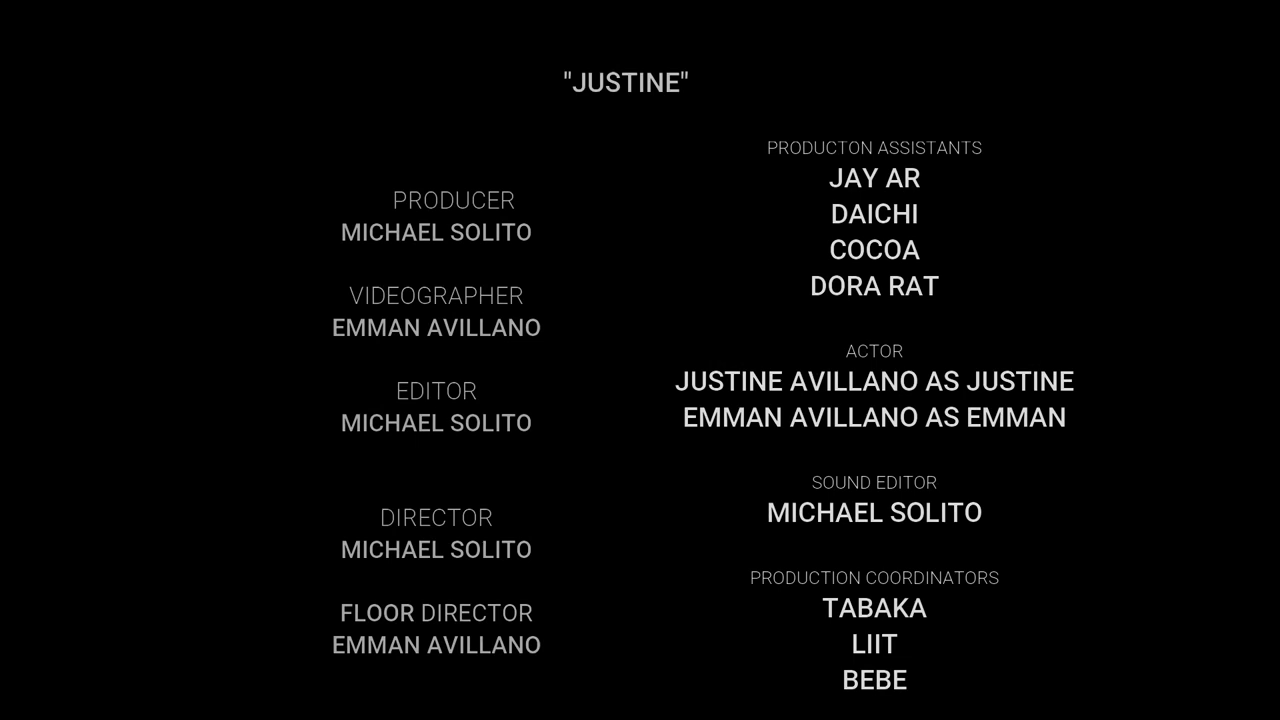 "JUSTINE"
PRODUCER
MICHAEL SOLITO
VIDEOGRAPHER
EMMAN AVILLANO
EDITOR
MICHAEL SOLITO
DIRECTOR
MICHAEL SOLITO
FLOOR DIRECTOR
EMMAN AVILLANO
PRODUCTON ASSISTANTS
JAY AR
DAICHI
COCOA
DORA RAT
ACTOR
JUSTINE AVILLANO AS JUSTINE
EMMAN AVILLANO AS EMMAN
SOUND EDITOR
MICHAEL SOLITO
PRODUCTION COORDINATORS
TABAKA
LIIT
BEBE